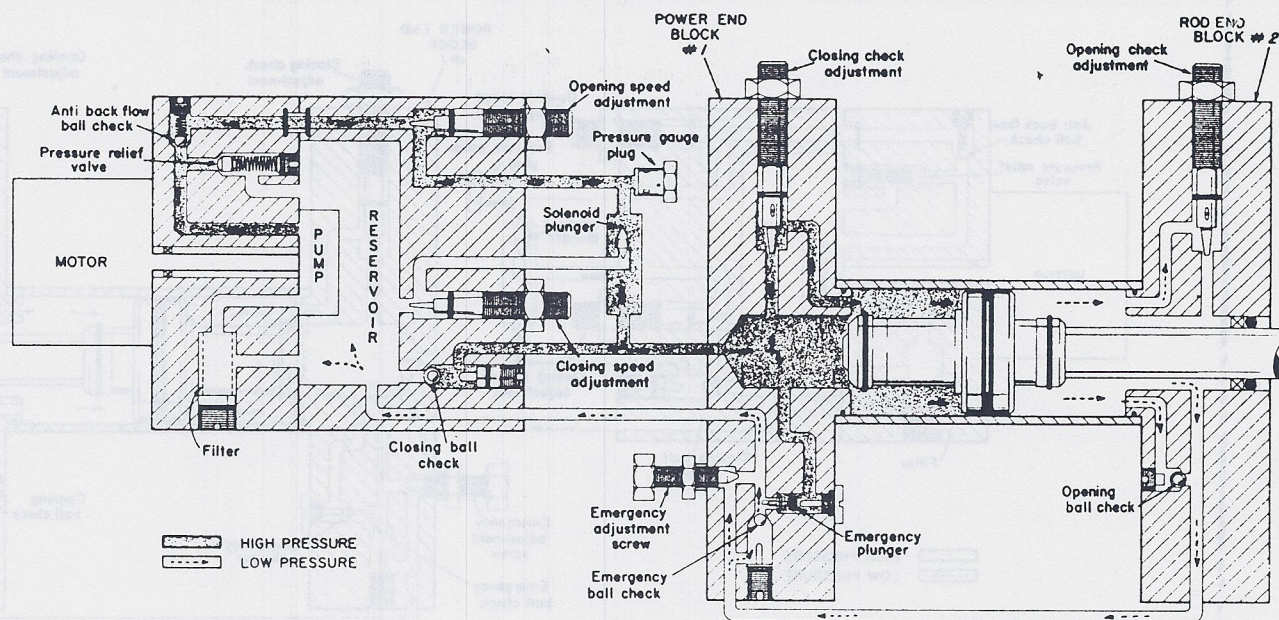 POWER END
BLOCK
#1
ROD END
BLOCK #2
Closing check
adjustment
Opening check
adjustment
Opening speed
adjustment
Anti back flow
ball check
Pressure relief
valve
Pressure gauge
plug
Solenoid
plunger
MOTOR
PUMP
RESERVOIR
Closing speed
adjustment
Filter
Closing ball
check
Emergency
adjustment
screw
Emergency
plunger
Opening
ball check
Emergency
ball check
HIGH PRESSURE
LOW PRESSURE